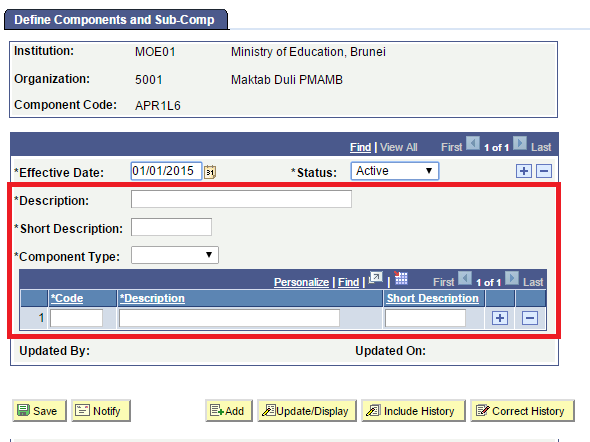 Define Components and Sub-Comp
Institution: MOE01 Ministry of Education, Brunei
Organization: 5001 Maktab Duli PMAMB
Component Code: APR1L6
Find | View All First 1 of 1 Last
*Effective Date: 01/01/2015 31 *Status: Active
*Description:
*Short Description:
*Component Type:
Personalize | Find | | First 1 of 1 Last
*Code *Description Short Description
1
Updated By: Updated On:
Save Notify Add Update/Display Include History Correct History